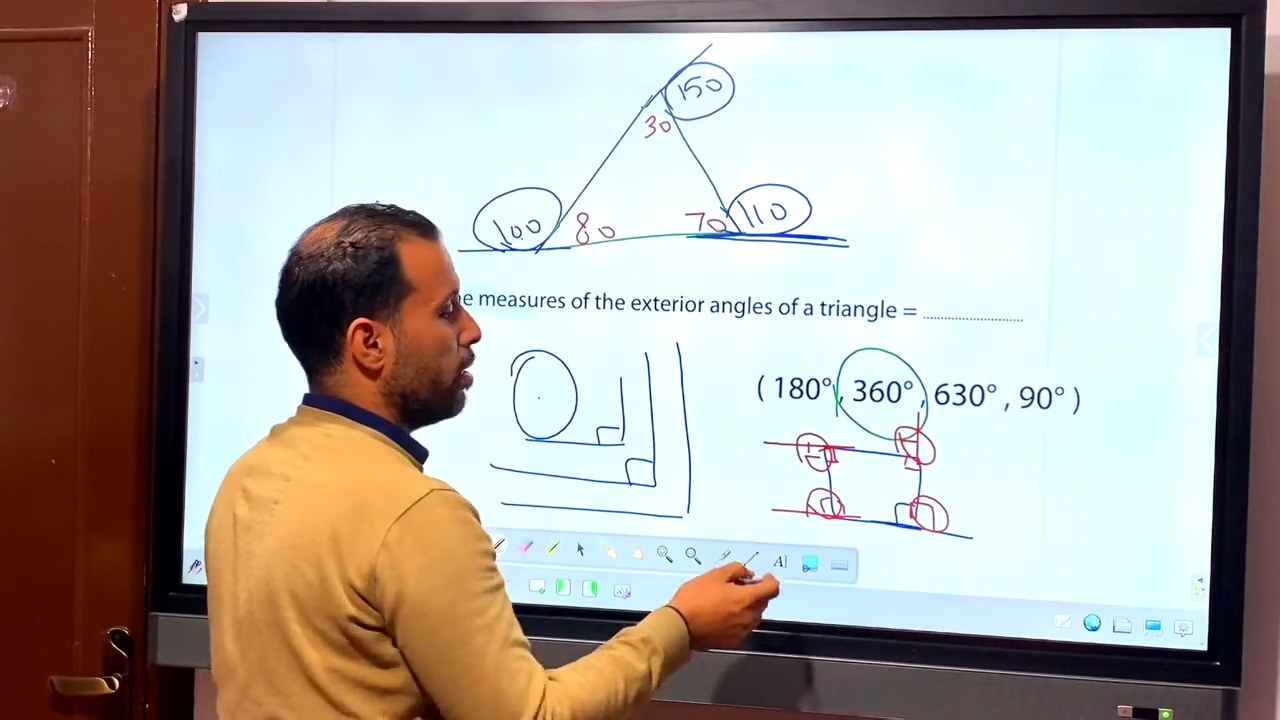 150
30
100 80 70 110
e measures of the exterior angles of a triangle = ........................
( 180° , 360° , 630° , 90° )
A